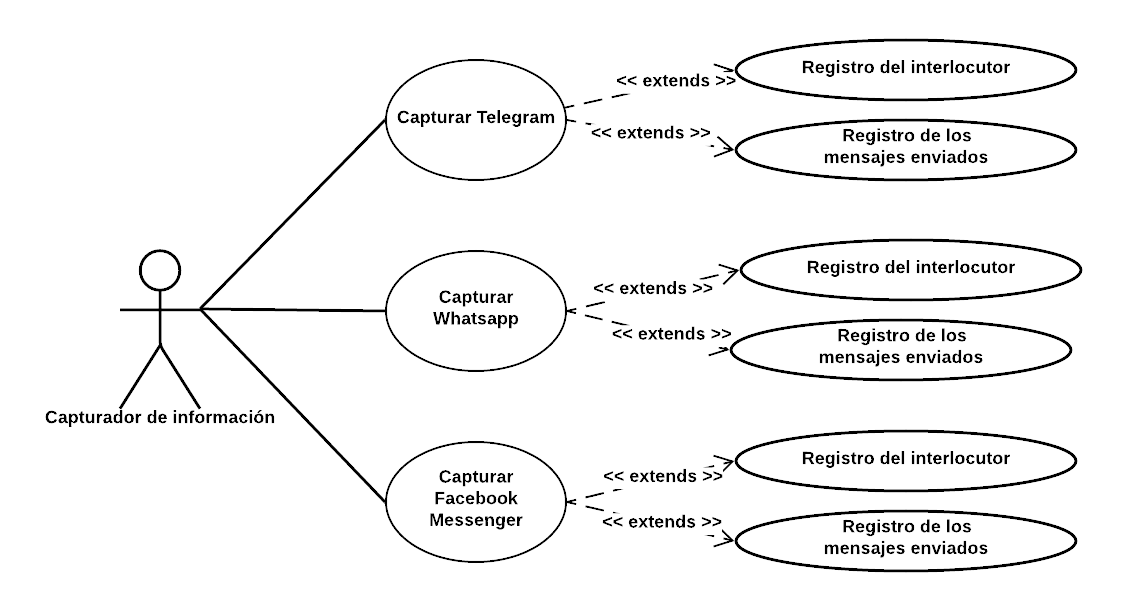 Registro del interlocutor
<< extends >>
Capturar Telegram
<< extends >>
Registro de los
mensajes enviados
Registro del interlocutor
<< extends >>
Capturar
Whatsapp
<< extends >>
Registro de los
mensajes enviados
Capturador de información
Registro del interlocutor
<< extends >>
Capturar
Facebook
Messenger
<< extends >>
Registro de los
mensajes enviados